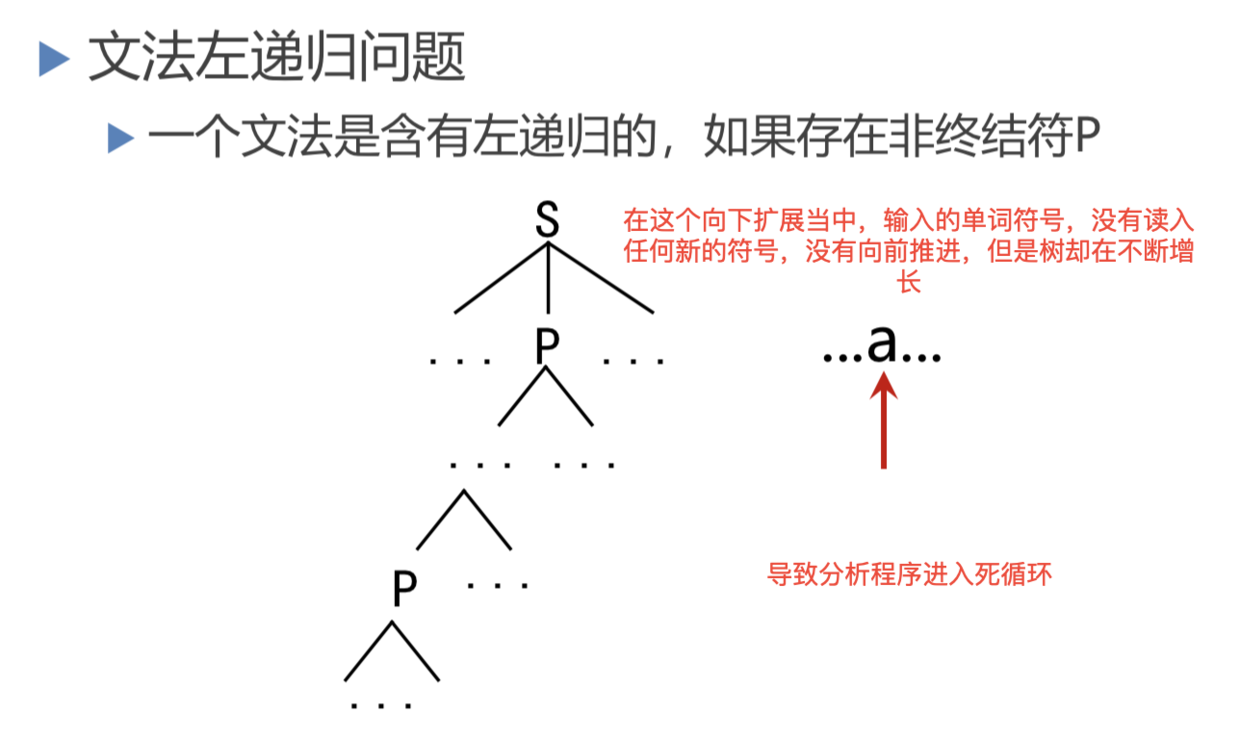 文法左递归问题
一个文法是含有左递归的，如果存在非终结符P
S
在这个向下扩展当中，输入的单词符号，没有读入
任何新的符号，没有向前推进，但是树却在不断增
长
... P ...
...a...
... ...
P ...
导致分析程序进入死循环
...